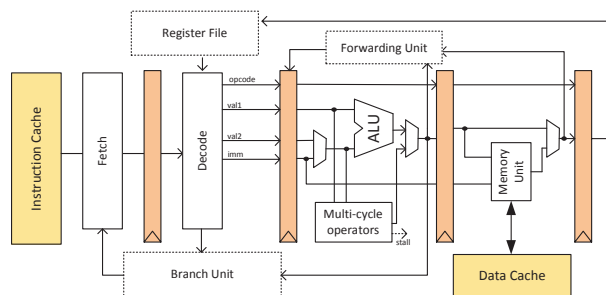 Register File
Forwarding Unit
Instruction Cache
Fetch
Decode
opcode
val1
val2
imm
ALU
Multi-cycle
operators
stall
Memory
Unit
Branch Unit
Data Cache